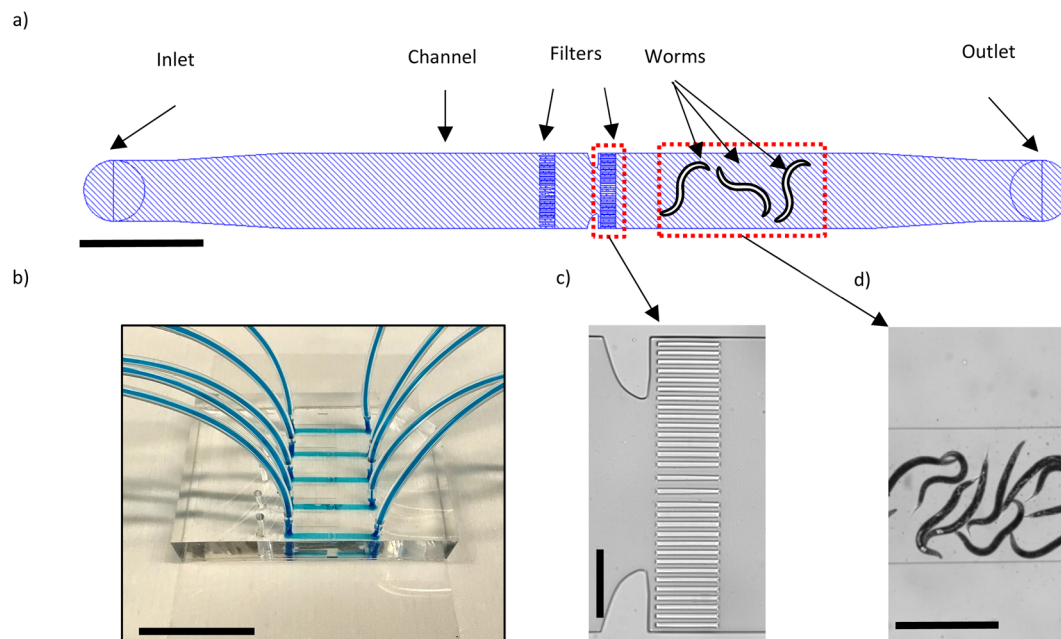 a)
Inlet
Channel
Filters
Worms
Outlet
b)
c)
d)